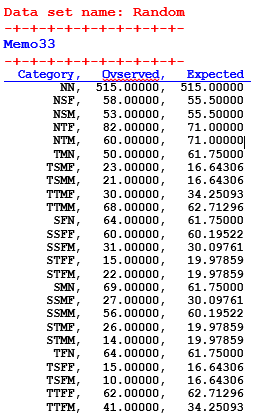 Data set name: Random
-+-+-+-+-+-+-+-+-+-
Memo33
-+-+-+-+-+-+-+-+-+-
Category, Ovserved, Expected
NN, 515.00000, 515.00000
NSF, 58.00000, 55.50000
NSM, 53.00000, 55.50000
NTF, 82.00000, 71.00000
NTM, 60.00000, 71.00000
TMN, 50.00000, 61.75000
TSMF, 23.00000, 16.64306
TSMM, 21.00000, 16.64306
TTMF, 30.00000, 34.25093
TTMM, 68.00000, 62.71296
SFN, 64.00000, 61.75000
SSFF, 60.00000, 60.19522
SSFM, 31.00000, 30.09761
STFF, 15.00000, 19.97859
STFM, 22.00000, 19.97859
SMN, 69.00000, 61.75000
SSMF, 27.00000, 30.09761
SSMM, 56.00000, 60.19522
STMF, 26.00000, 19.97859
STMM, 14.00000, 19.97859
TFN, 64.00000, 61.75000
TSFF, 15.00000, 16.64306
TSFM, 10.00000, 16.64306
TTFF, 62.00000, 62.71296
TTFM, 41.00000, 34.25093